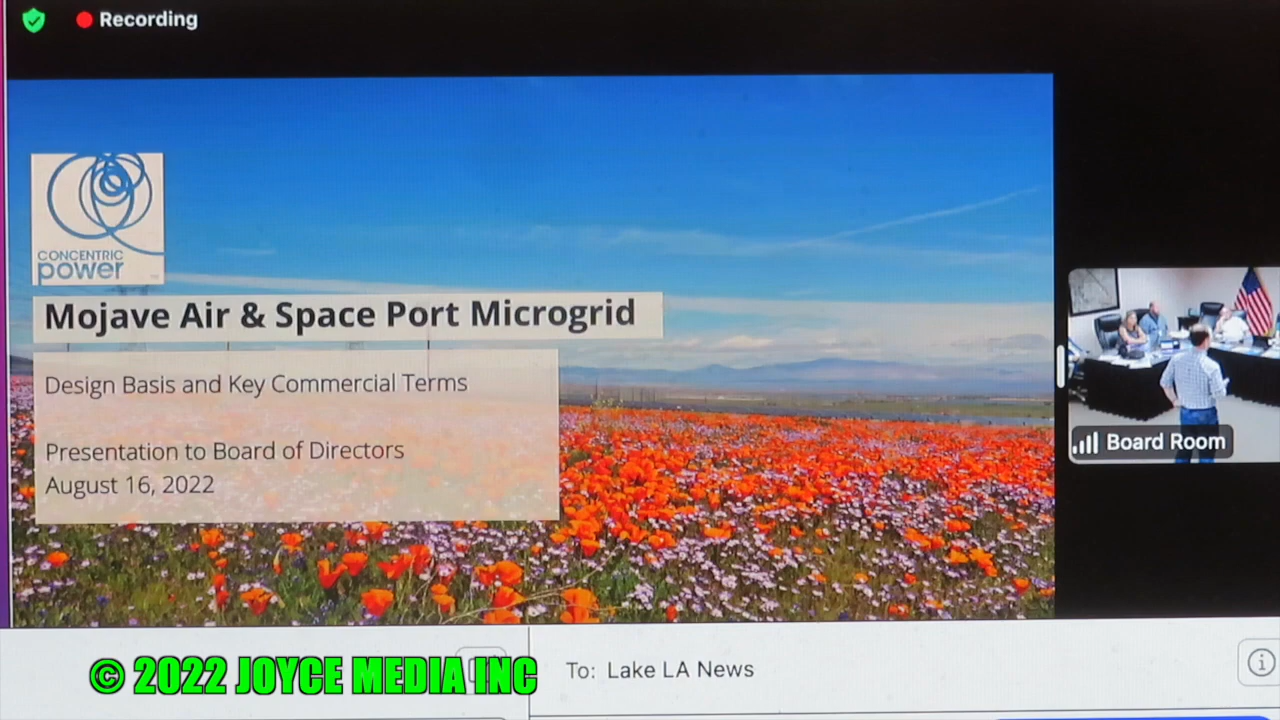 Recording
CONCENTRIC
power
Mojave Air & Space Port Microgrid
Design Basis and Key Commercial Terms
Presentation to Board of Directors
August 16, 2022
Board Room
© 2022 JOYCE MEDIA INC
To: Lake LA News